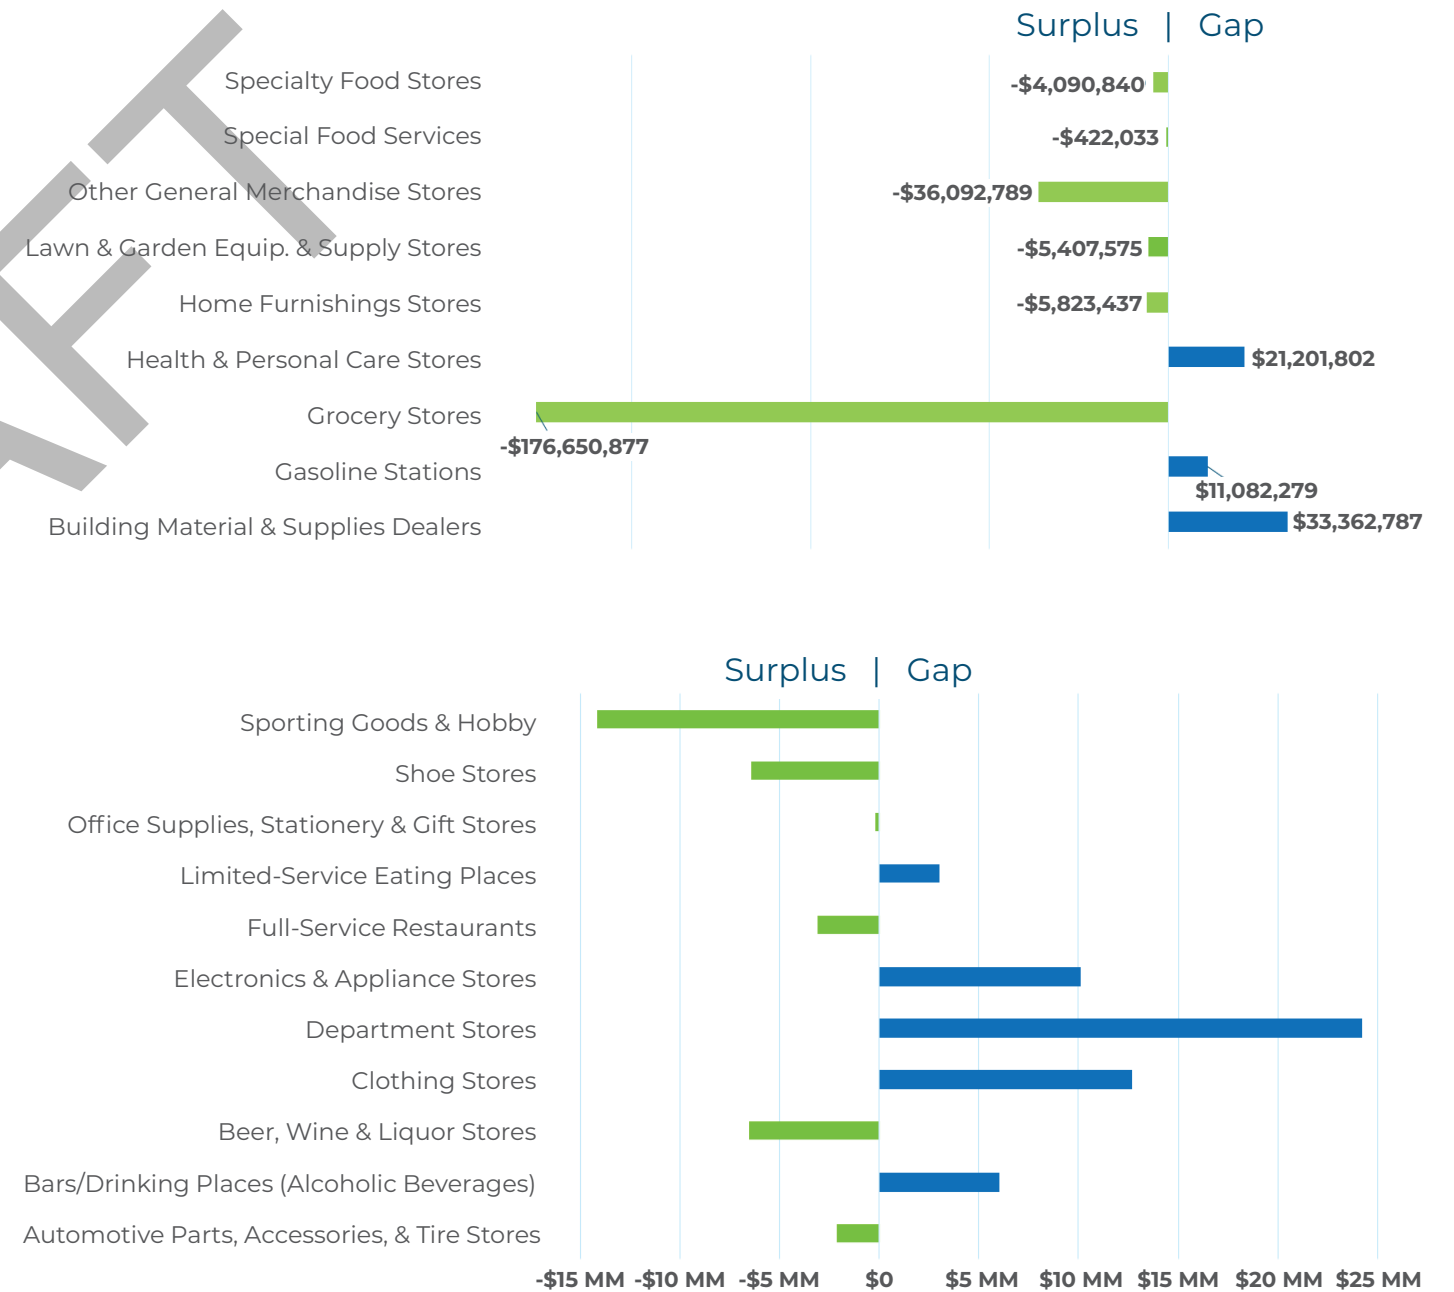 Surplus | Gap
Specialty Food Stores -$4,090,840
Special Food Services -$422,033
Other General Merchandise Stores -$36,092,789
Lawn & Garden Equip. & Supply Stores -$5,407,575
Home Furnishings Stores -$5,823,437
Health & Personal Care Stores $21,201,802
Grocery Stores
-$176,650,877
Gasoline Stations
$11,082,279
Building Material & Supplies Dealers $33,362,787
Surplus | Gap
Sporting Goods & Hobby
Shoe Stores
Office Supplies, Stationery & Gift Stores
Limited-Service Eating Places
Full-Service Restaurants
Electronics & Appliance Stores
Department Stores
Clothing Stores
Beer, Wine & Liquor Stores
Bars/Drinking Places (Alcoholic Beverages)
Automotive Parts, Accessories, & Tire Stores
-$15 MM -$10 MM -$5 MM $0 $5 MM $10 MM $15 MM $20 MM $25 MM
AFT